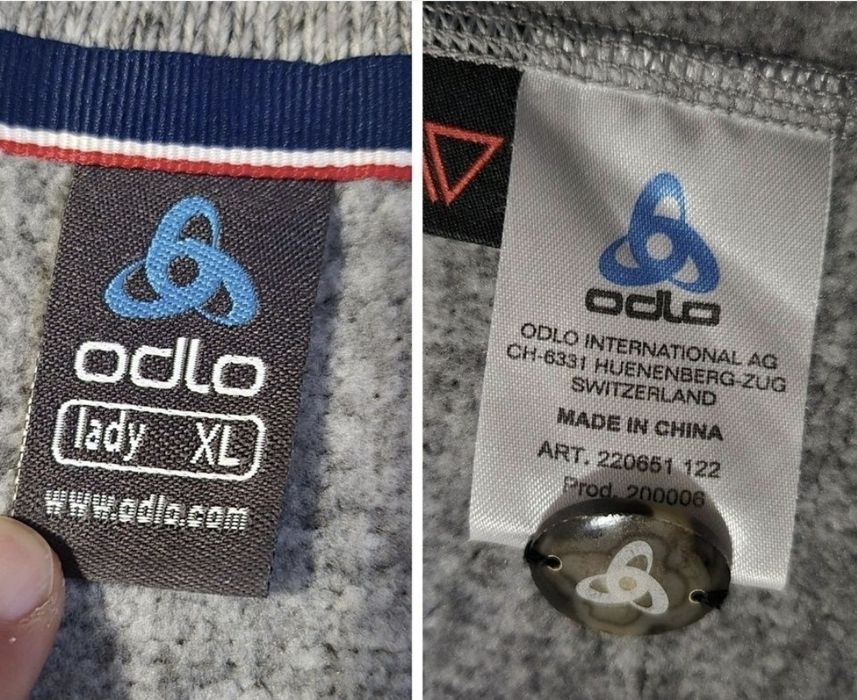 odlo
lady XL
www.odlo.com
odlo
ODLO INTERNATIONAL AG
CH-6331 HUENENBERG-ZUG
SWITZERLAND
MADE IN CHINA
ART. 220651 122
Prod. 200006